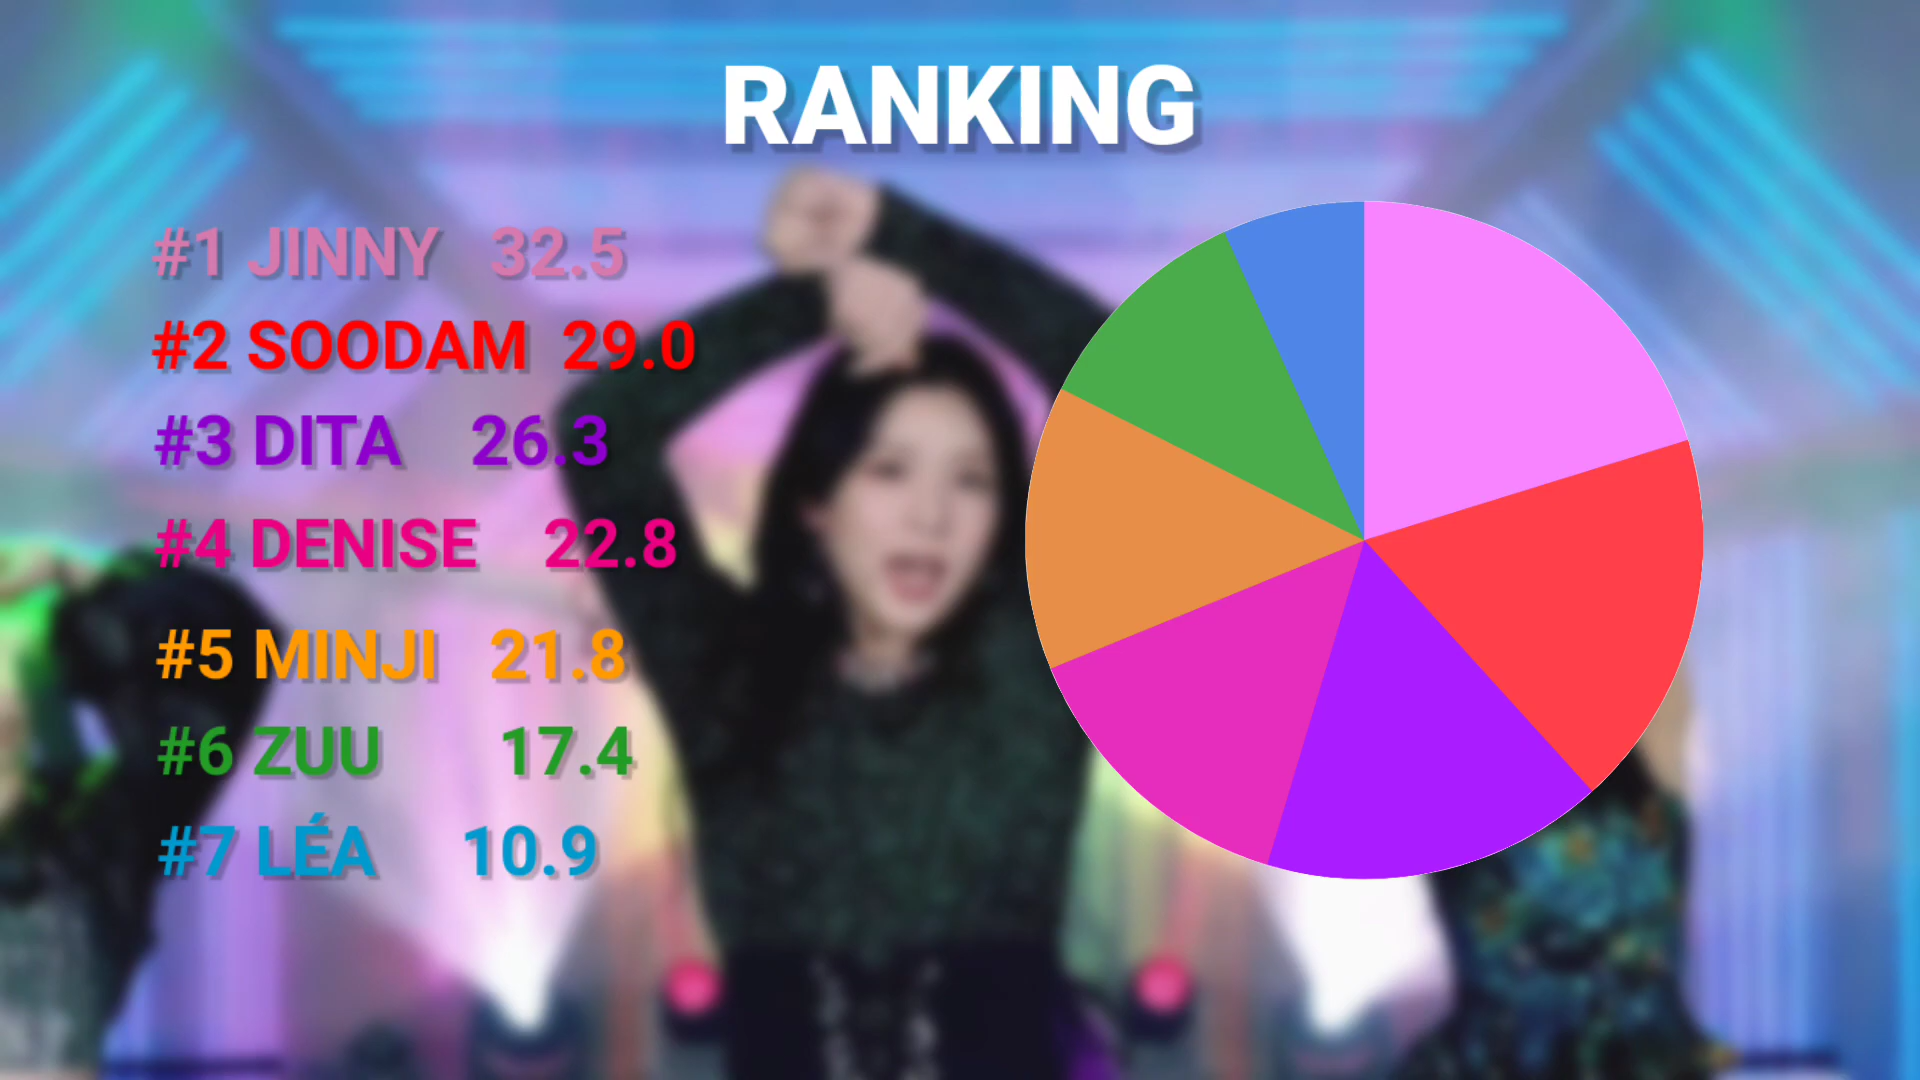 RANKING
#1 JINNY 32.5
#2 SOODAM 29.0
#3 DITA 26.3
#4 DENISE 22.8
#5 MINJI 21.8
#6 ZUU 17.4
#7 LÉA 10.9